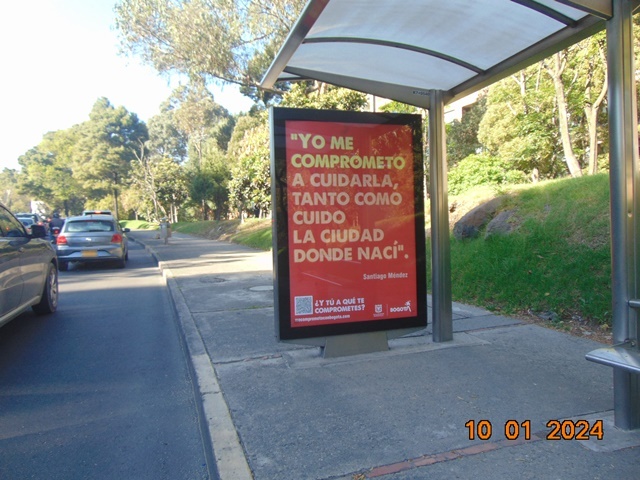 "YO ME
COMPROMETO
A CUIDARLA,
TANTO COMO
CUIDO
LA CIUDAD
DONDE NACÍ".
Santiago Méndez
¿Y TÚ A QUÉ TE
COMPROMETES?
BOGOTÁ
10 01 2024